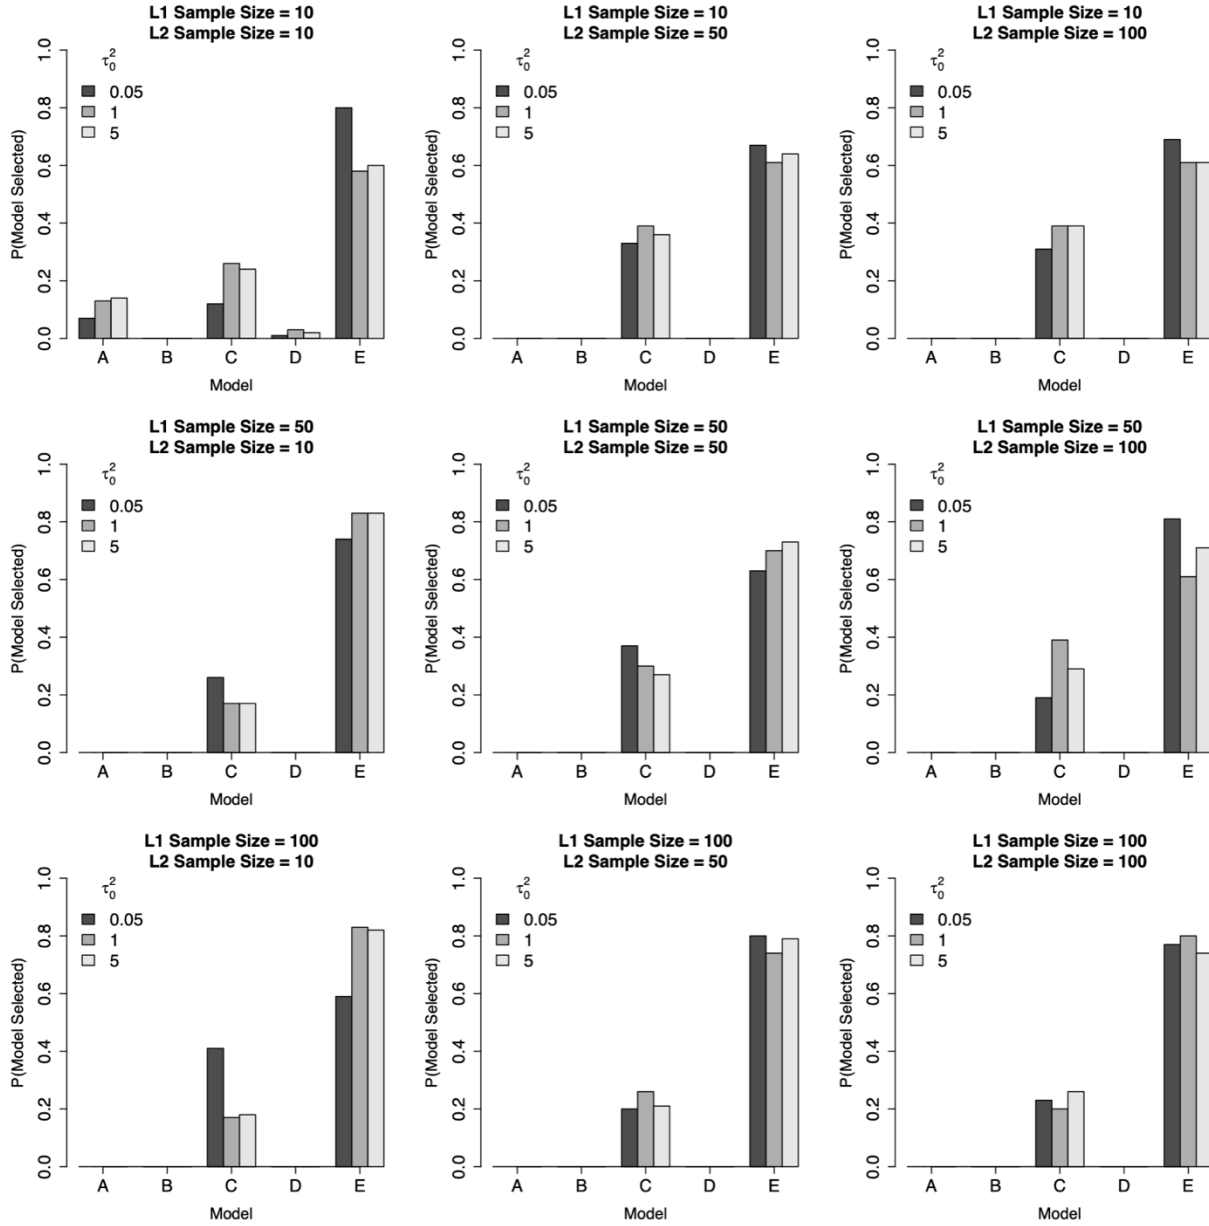 L1 Sample Size = 10
L2 Sample Size = 10
P(Model Selected)
1.0
0.8
0.6
0.4
0.2
0.0
τ₀²
0.05
1
5
A B C D E
Model
L1 Sample Size = 10
L2 Sample Size = 50
P(Model Selected)
1.0
0.8
0.6
0.4
0.2
0.0
τ₀²
0.05
1
5
A B C D E
Model
L1 Sample Size = 10
L2 Sample Size = 100
P(Model Selected)
1.0
0.8
0.6
0.4
0.2
0.0
τ₀²
0.05
1
5
A B C D E
Model
L1 Sample Size = 50
L2 Sample Size = 10
P(Model Selected)
1.0
0.8
0.6
0.4
0.2
0.0
τ₀²
0.05
1
5
A B C D E
Model
L1 Sample Size = 50
L2 Sample Size = 50
P(Model Selected)
1.0
0.8
0.6
0.4
0.2
0.0
τ₀²
0.05
1
5
A B C D E
Model
L1 Sample Size = 50
L2 Sample Size = 100
P(Model Selected)
1.0
0.8
0.6
0.4
0.2
0.0
τ₀²
0.05
1
5
A B C D E
Model
L1 Sample Size = 100
L2 Sample Size = 10
P(Model Selected)
1.0
0.8
0.6
0.4
0.2
0.0
τ₀²
0.05
1
5
A B C D E
Model
L1 Sample Size = 100
L2 Sample Size = 50
P(Model Selected)
1.0
0.8
0.6
0.4
0.2
0.0
τ₀²
0.05
1
5
A B C D E
Model
L1 Sample Size = 100
L2 Sample Size = 100
P(Model Selected)
1.0
0.8
0.6
0.4
0.2
0.0
τ₀²
0.05
1
5
A B C D E
Model